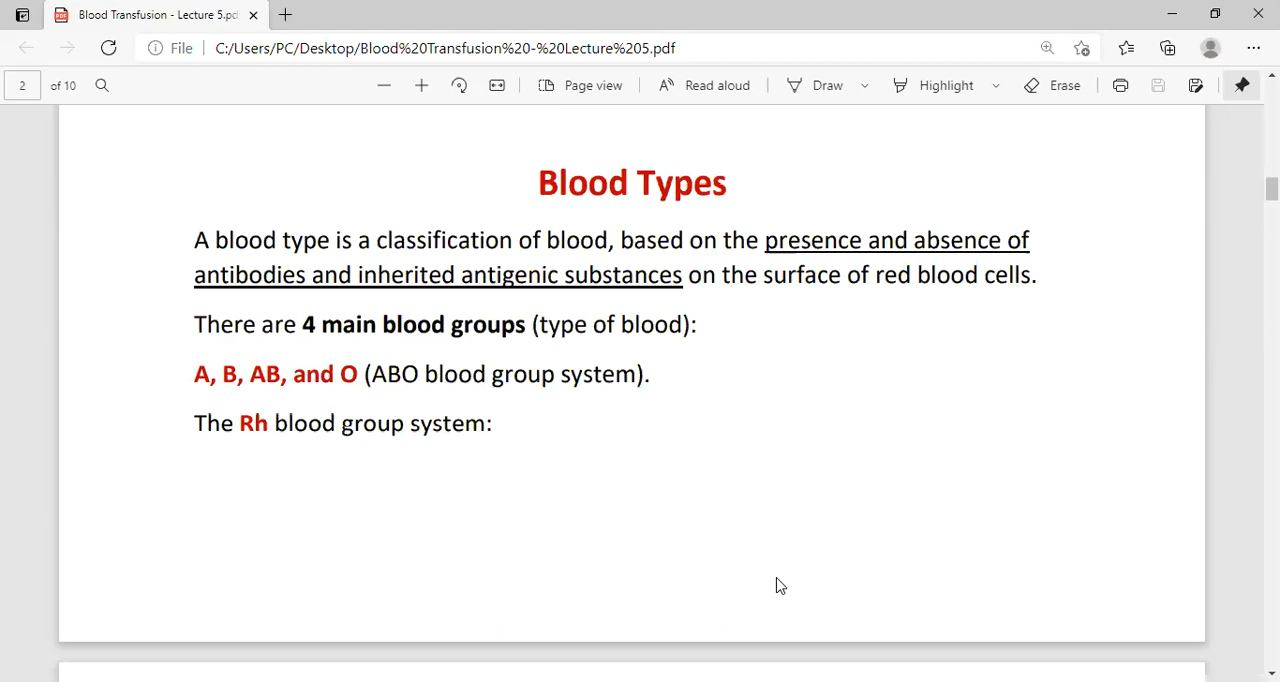 Blood Transfusion - Lecture 5.pd
File
C:/Users/PC/Desktop/Blood%20Transfusion%20-%20Lecture%205.pdf
2 of 10
Page view
Read aloud
Draw
Highlight
Erase
Blood Types
A blood type is a classification of blood, based on the presence and absence of
antibodies and inherited antigenic substances on the surface of red blood cells.
There are 4 main blood groups (type of blood):
A, B, AB, and O (ABO blood group system).
The Rh blood group system: